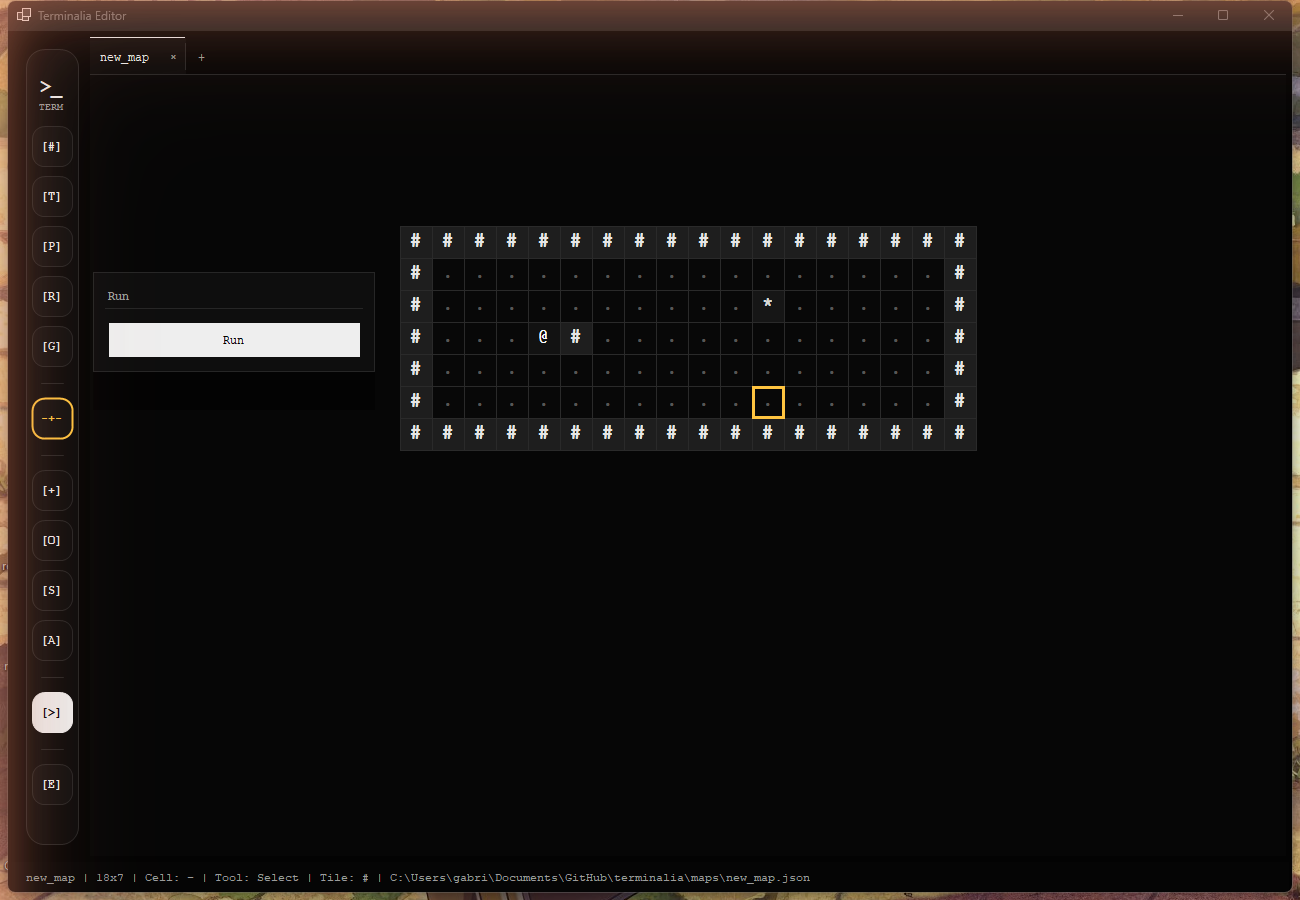 Terminalia Editor
new_map × +
>_
TERM
[#]
[T]
[P]
[R]
[G]
-+-
[+]
[O]
[S]
[A]
[>]
[E]
Run
Run
# # # # # # # # # # # # # # # # # #
# . . . . . . . . . . . . . . . . #
# . . . . . . . . . . * . . . . . #
# . . . @ # . . . . . . . . . . . #
# . . . . . . . . . . . . . . . . #
# . . . . . . . . . . . . . . . . #
# # # # # # # # # # # # # # # # # #
new_map | 18x7 | Cell: - | Tool: Select | Tile: # | C:\Users\gabri\Documents\GitHub\terminalia\maps\new_map.json